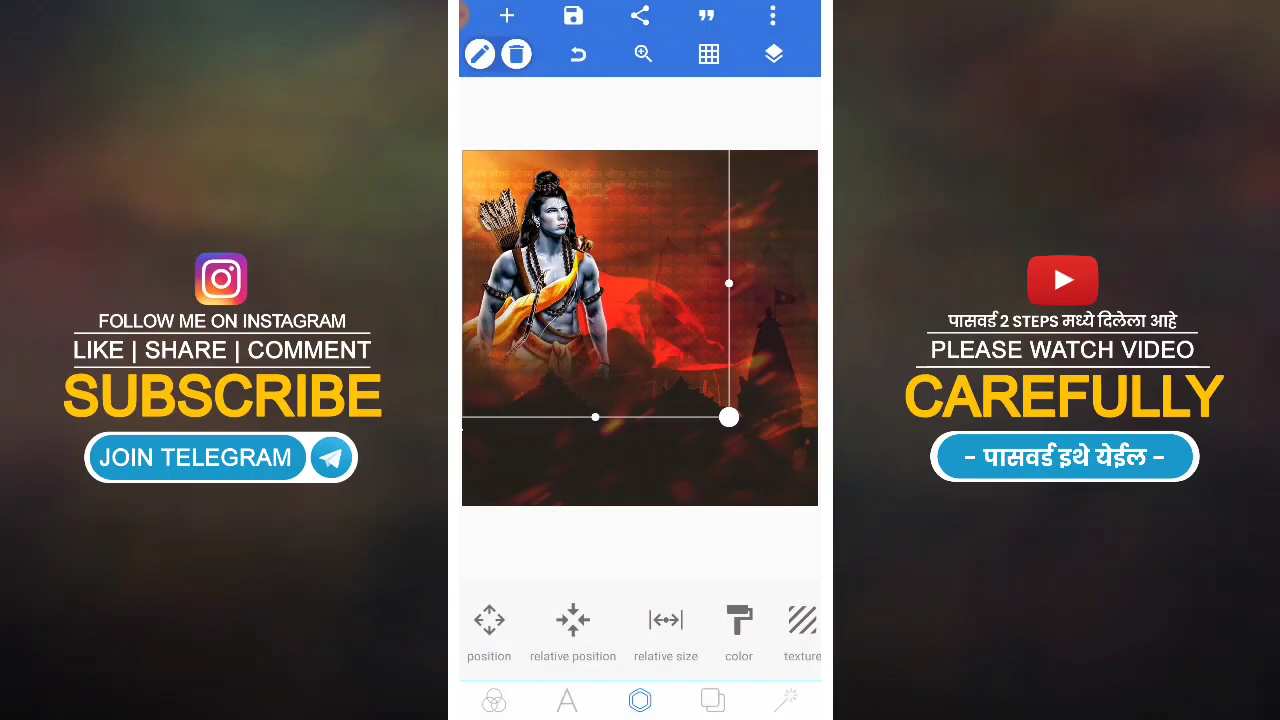 FOLLOW ME ON INSTAGRAM
LIKE | SHARE | COMMENT
SUBSCRIBE
JOIN TELEGRAM
position
relative position
relative size
color
texture
पासवर्ड 2 STEPS मध्ये दिलेला आहे
PLEASE WATCH VIDEO
CAREFULLY
- पासवर्ड इथे येईल -